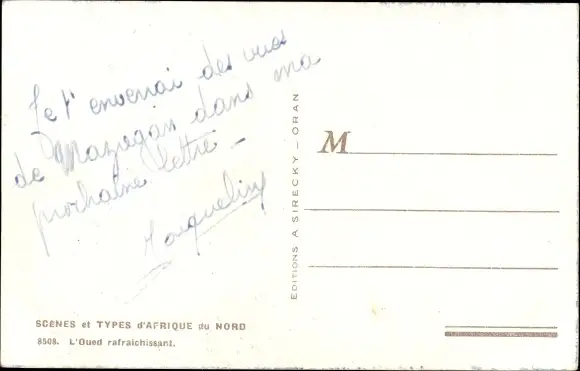 Je t'enverrai des vues
de Mazagan dans ma
prochaine lettre -
Jacqueline
EDITIONS A SIRECKY - ORAN
M
SCÈNES et TYPES d'AFRIQUE du NORD
8508. L'Oued rafraichissant.